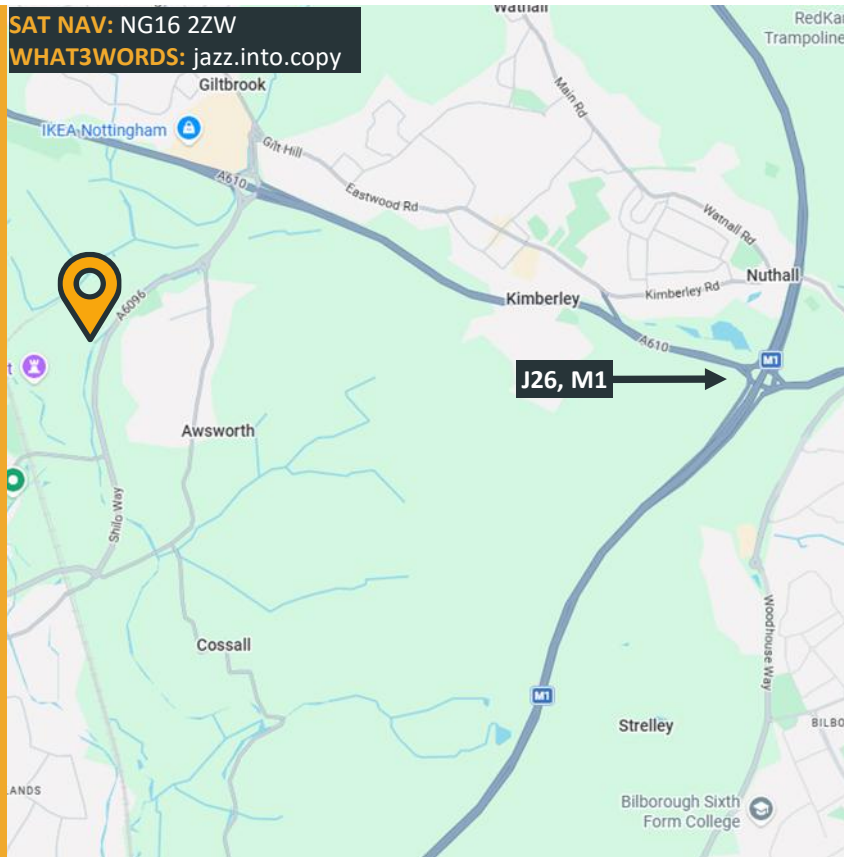 SAT NAV: NG16 2ZW
WHAT3WORDS: jazz.into.copy
Watnall
RedKa
Trampoline
Giltbrook
IKEA Nottingham
Main Rd
Gilt Hill
A610
Eastwood Rd
Watnall Rd
Nuthall
A6096
Kimberley
Kimberley Rd
A610
M1
t
J26, M1
Awsworth
Shilo Way
Woodhouse Way
Cossall
M1
Strelley
BILBO
ANDS
Bilborough Sixth
Form College